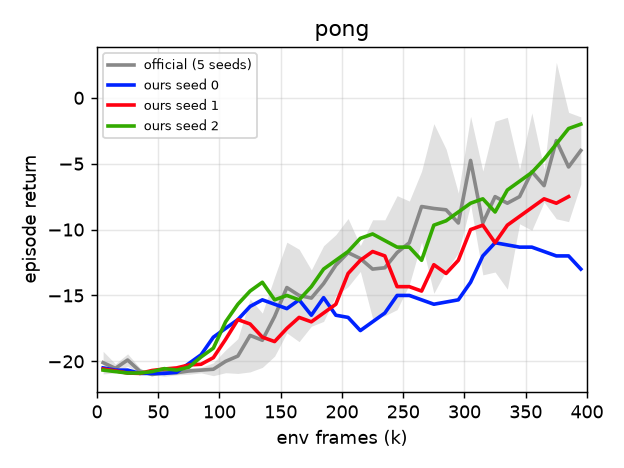 pong
official (5 seeds)
ours seed 0
ours seed 1
ours seed 2
episode return
0
−5
−10
−15
−20
0 50 100 150 200 250 300 350 400
env frames (k)